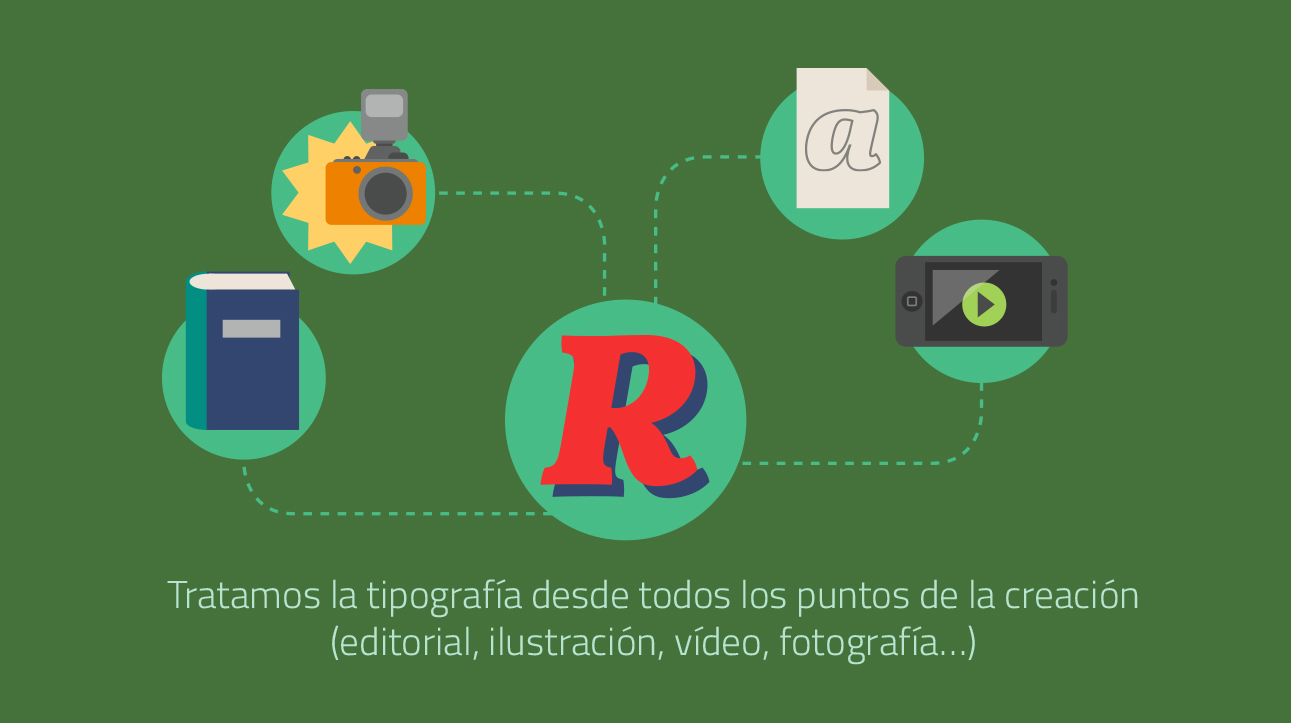 a
R
Tratamos la tipografía desde todos los puntos de la creación
(editorial, ilustración, vídeo, fotografía...)